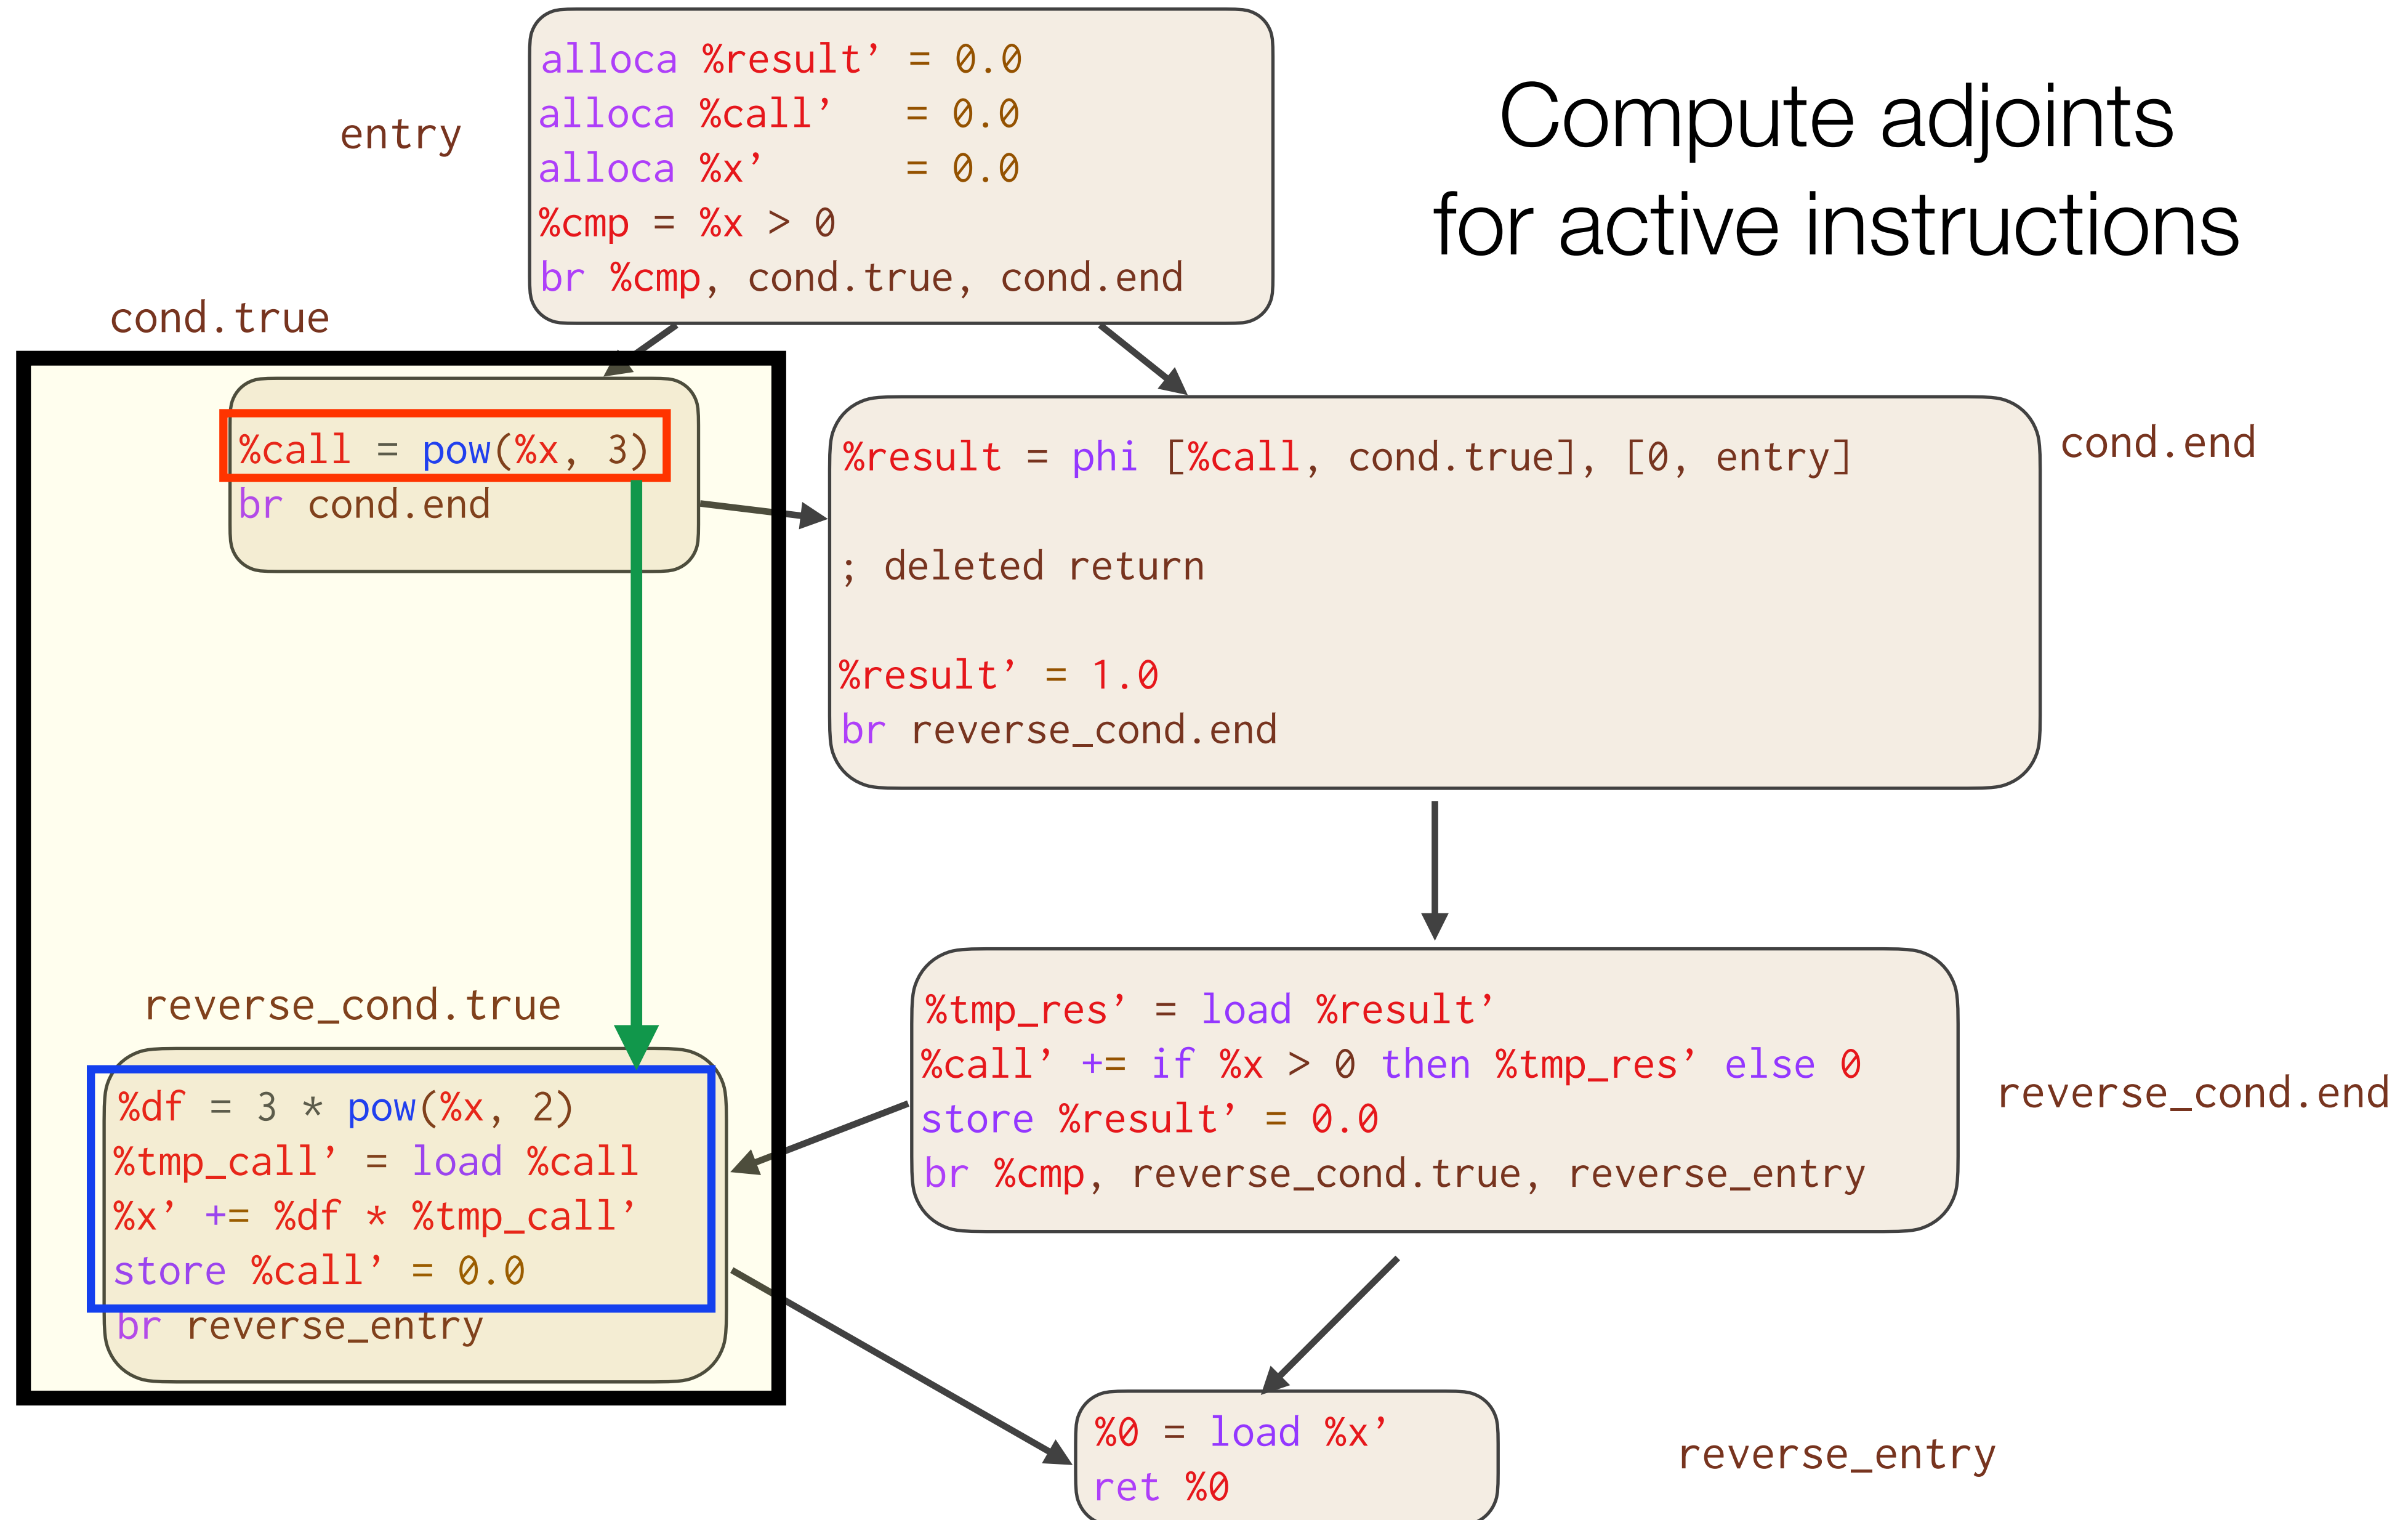 Compute adjoints
for active instructions
entry
alloca %result’ = 0.0
alloca %call’   = 0.0
alloca %x’      = 0.0
%cmp = %x > 0
br %cmp, cond.true, cond.end
cond.true
%call = pow(%x, 3)
br cond.end
cond.end
%result = phi [%call, cond.true], [0, entry]
; deleted return
%result’ = 1.0
br reverse_cond.end
reverse_cond.true
%df = 3 * pow(%x, 2)
%tmp_call’ = load %call
%x’ += %df * %tmp_call’
store %call’ = 0.0
br reverse_entry
%tmp_res’ = load %result’
%call’ += if %x > 0 then %tmp_res’ else 0
store %result’ = 0.0
br %cmp, reverse_cond.true, reverse_entry
reverse_cond.end
%0 = load %x’
ret %0
reverse_entry